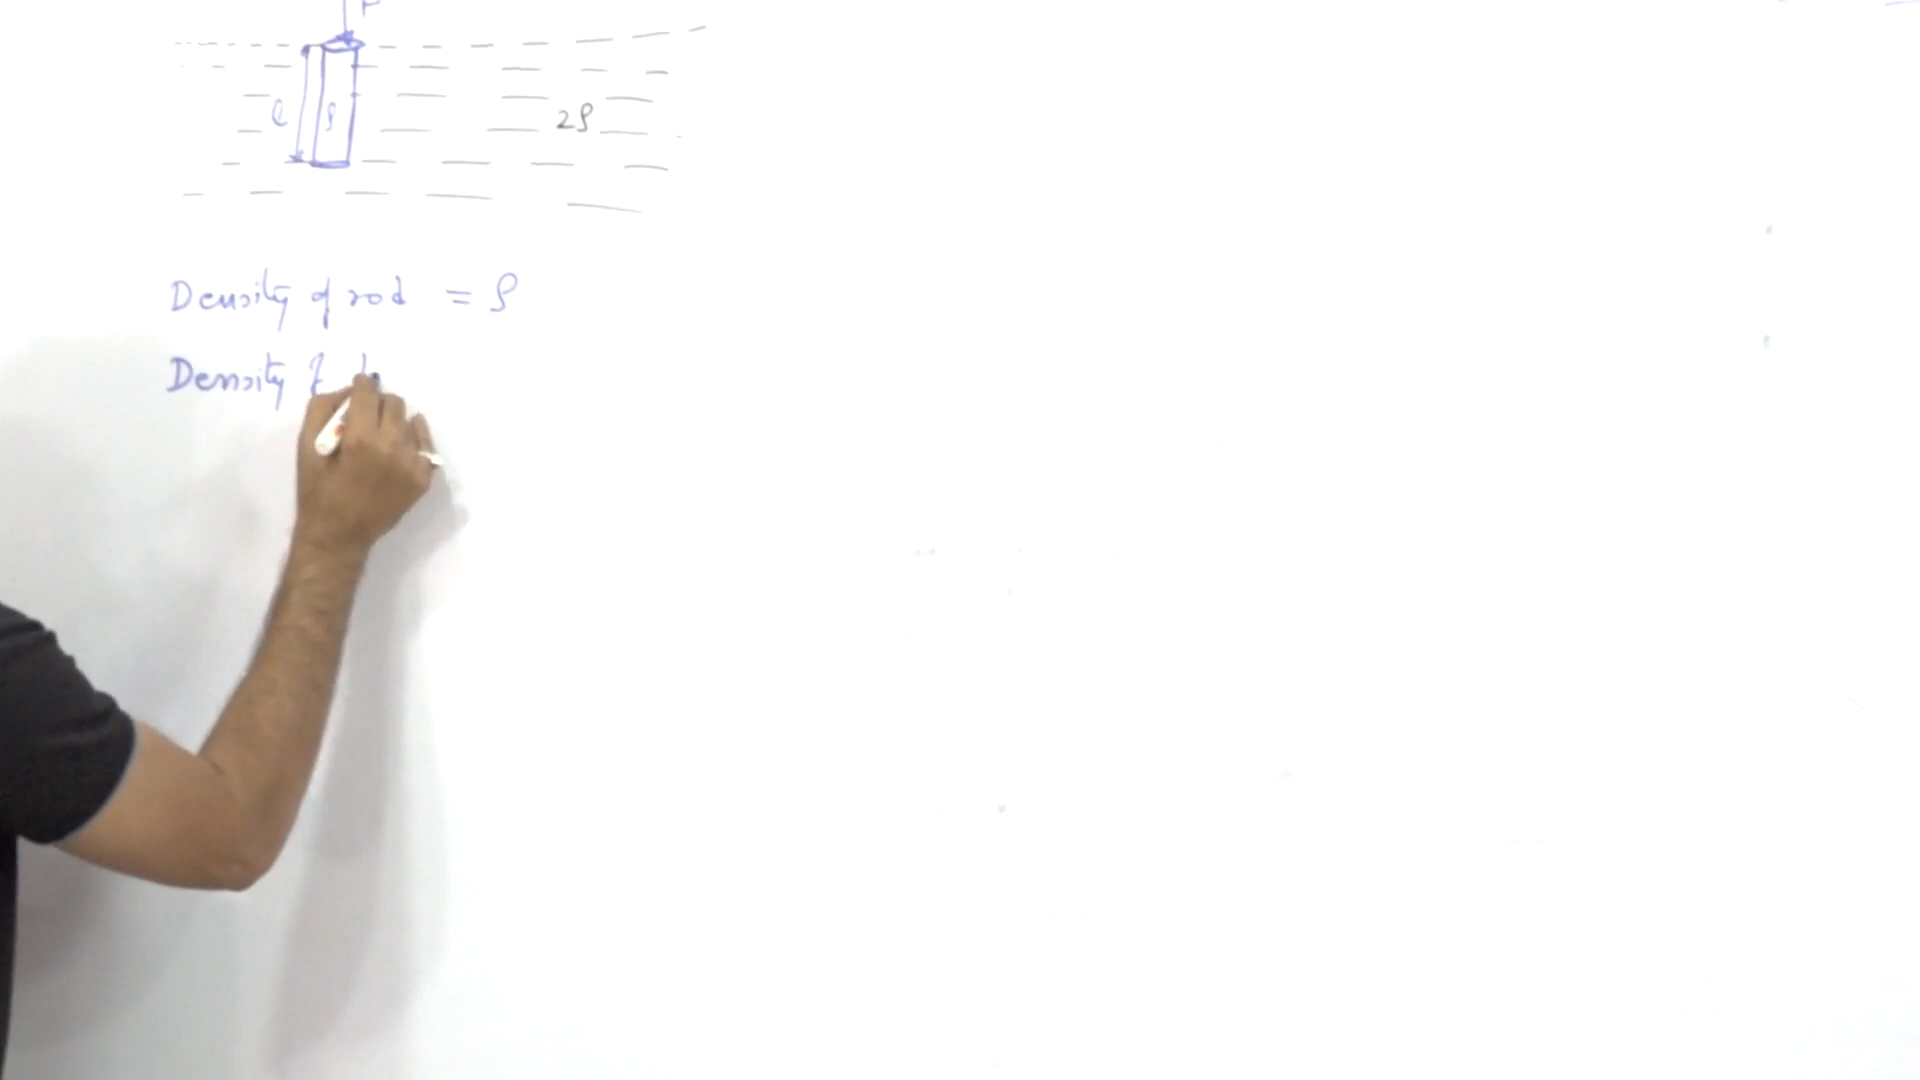 F
l ρ 2ρ
Density of rod = ρ
Density of